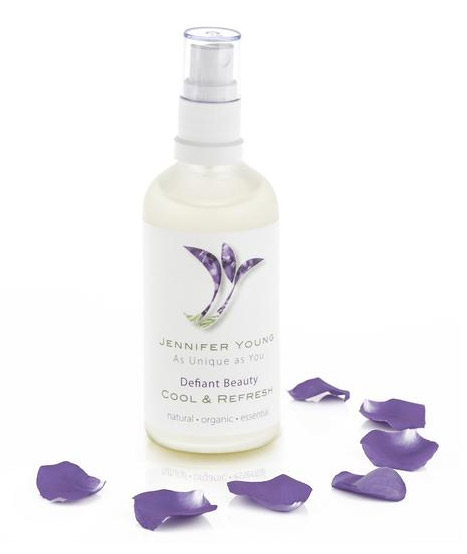 JENNIFER YOUNG
As Unique as You
Defiant Beauty
COOL & REFRESH
natural • organic • essential